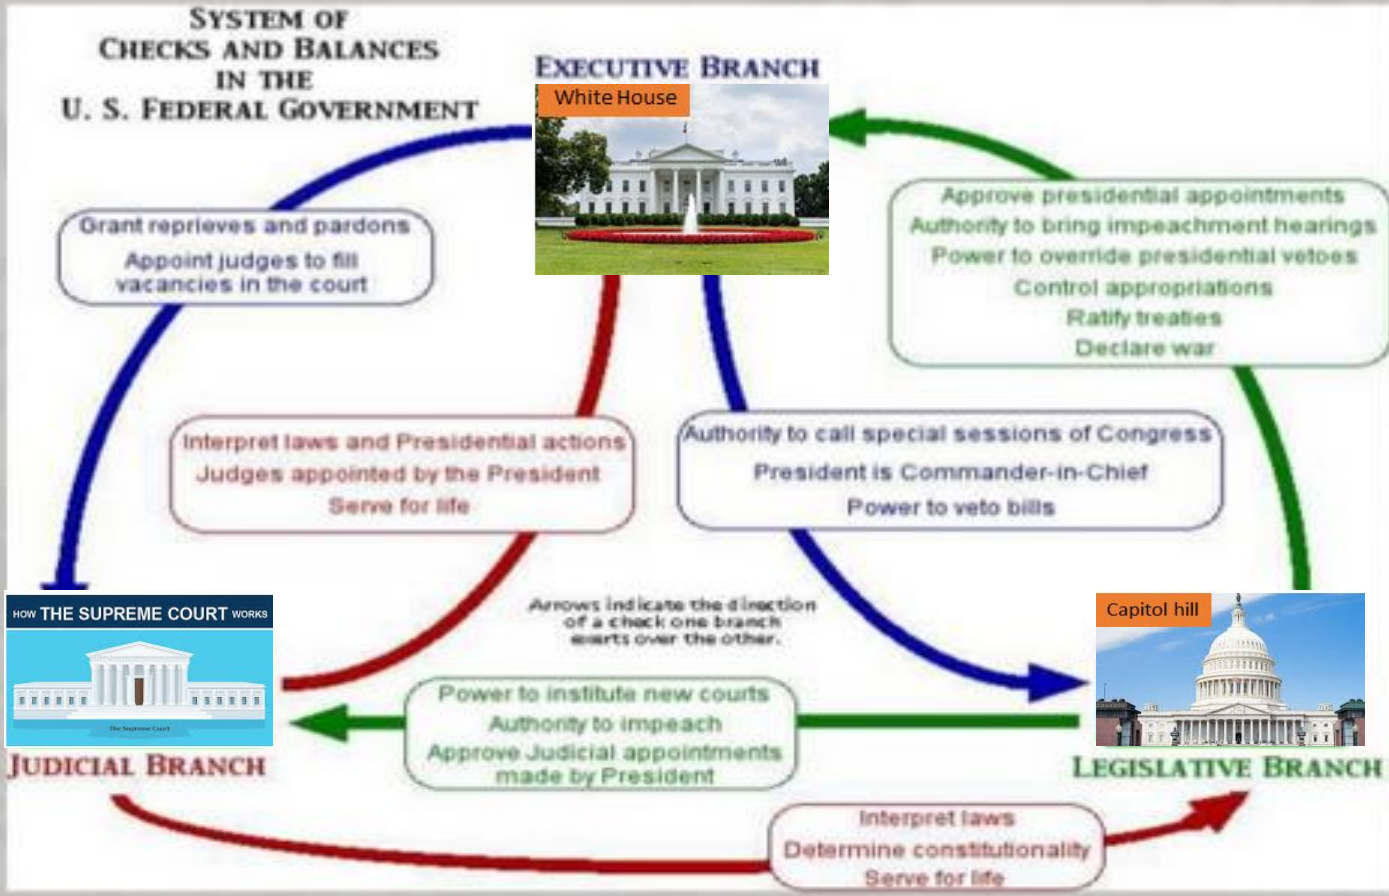 SYSTEM OF
CHECKS AND BALANCES
IN THE
U. S. FEDERAL GOVERNMENT
EXECUTIVE BRANCH
White House
Grant reprieves and pardons
Appoint judges to fill
vacancies in the court
Approve presidential appointments
Authority to bring impeachment hearings
Power to override presidential vetoes
Control appropriations
Ratify treaties
Declare war
Interpret laws and Presidential actions
Judges appointed by the President
Serve for life
Authority to call special sessions of Congress
President is Commander-in-Chief
Power to veto bills
HOW THE SUPREME COURT WORKS
The Supreme Court
JUDICIAL BRANCH
Arrows indicate the direction
of a check one branch
exerts over the other.
Capitol hill
LEGISLATIVE BRANCH
Power to institute new courts
Authority to impeach
Approve Judicial appointments
made by President
Interpret laws
Determine constitutionality
Serve for life